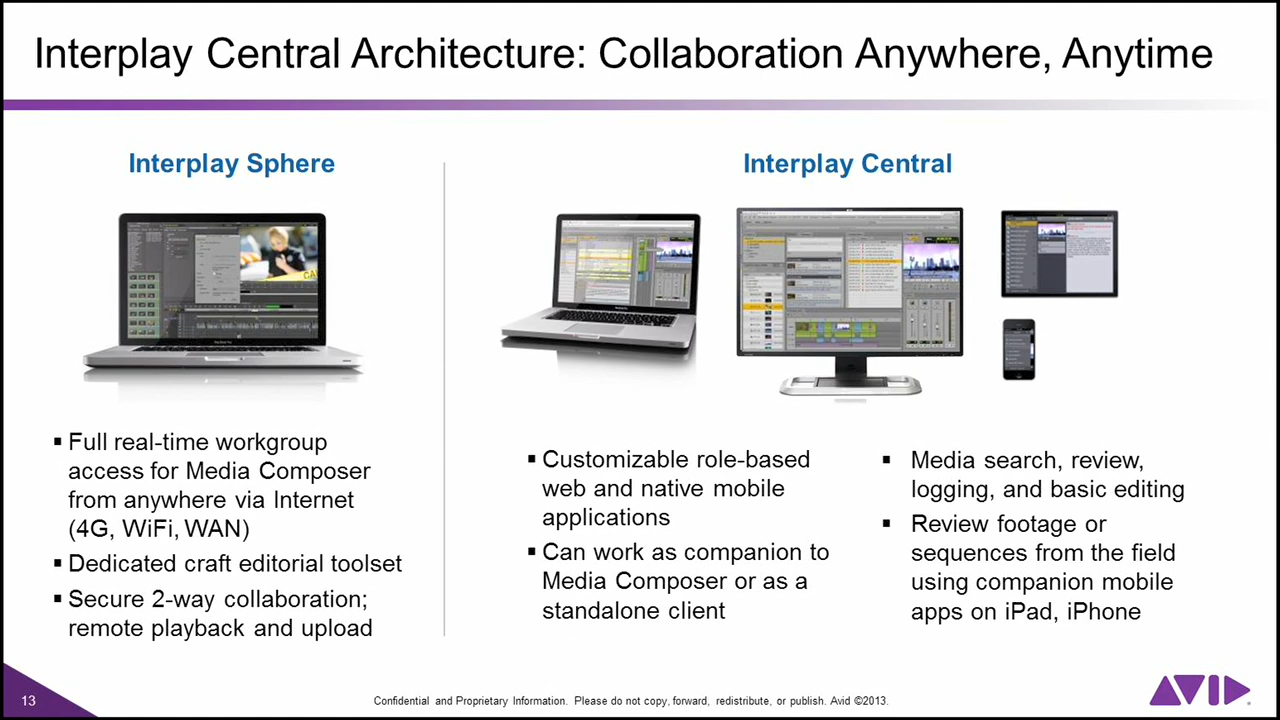 Interplay Central Architecture: Collaboration Anywhere, Anytime
Interplay Sphere
▪ Full real-time workgroup
access for Media Composer
from anywhere via Internet
(4G, WiFi, WAN)
▪ Dedicated craft editorial toolset
▪ Secure 2-way collaboration;
remote playback and upload
Interplay Central
▪ Customizable role-based
web and native mobile
applications
▪ Can work as companion to
Media Composer or as a
standalone client
▪ Media search, review,
logging, and basic editing
▪ Review footage or
sequences from the field
using companion mobile
apps on iPad, iPhone
13
Confidential and Proprietary Information. Please do not copy, forward, redistribute, or publish. Avid ©2013.
AVID